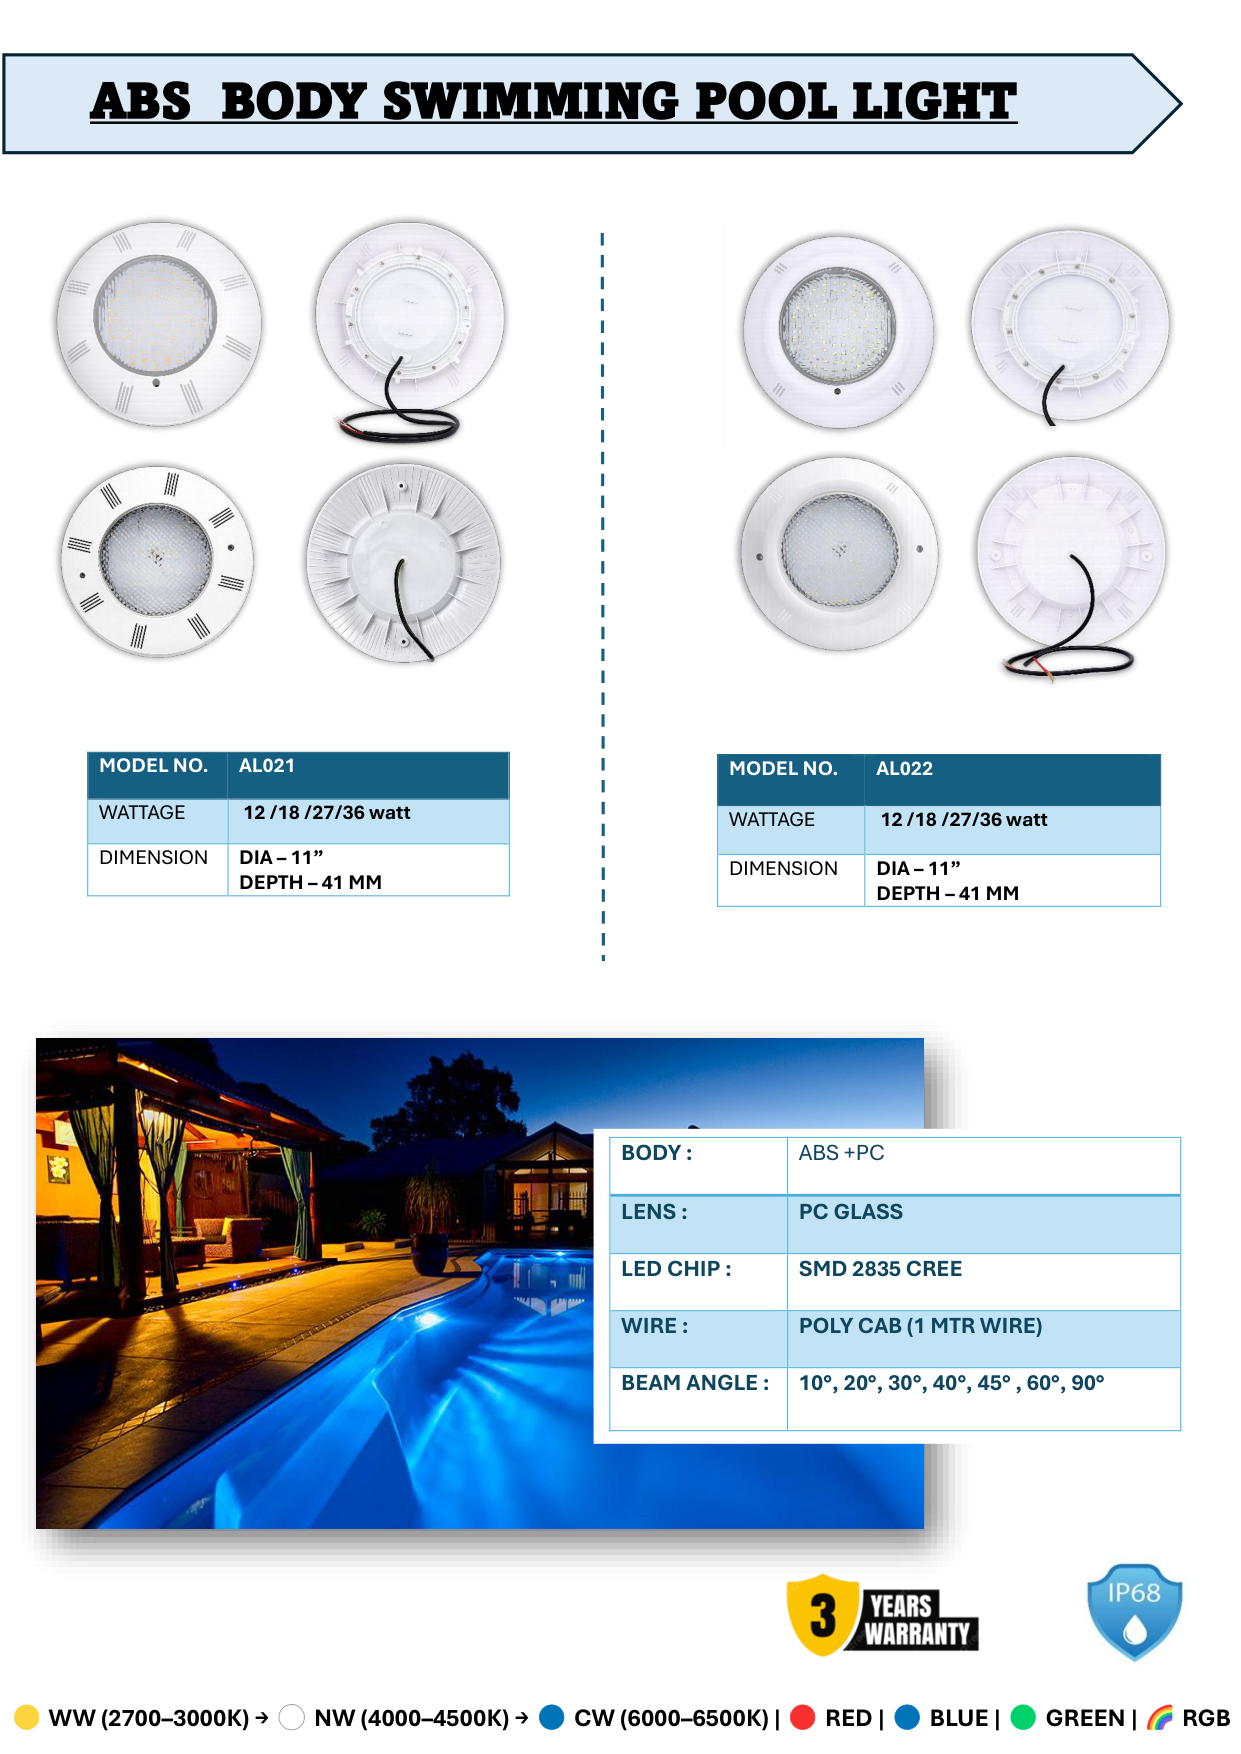 ABS BODY SWIMMING POOL LIGHT
MODEL NO. AL021
WATTAGE 12 /18 /27/36 watt
DIMENSION DIA – 11”
DEPTH – 41 MM
MODEL NO. AL022
WATTAGE 12 /18 /27/36 watt
DIMENSION DIA – 11”
DEPTH – 41 MM
BODY : ABS +PC
LENS : PC GLASS
LED CHIP : SMD 2835 CREE
WIRE : POLY CAB (1 MTR WIRE)
BEAM ANGLE : 10°, 20°, 30°, 40°, 45° , 60°, 90°
3 YEARS
WARRANTY
IP68
WW (2700–3000K) → NW (4000–4500K) → CW (6000–6500K) | RED | BLUE | GREEN | RGB